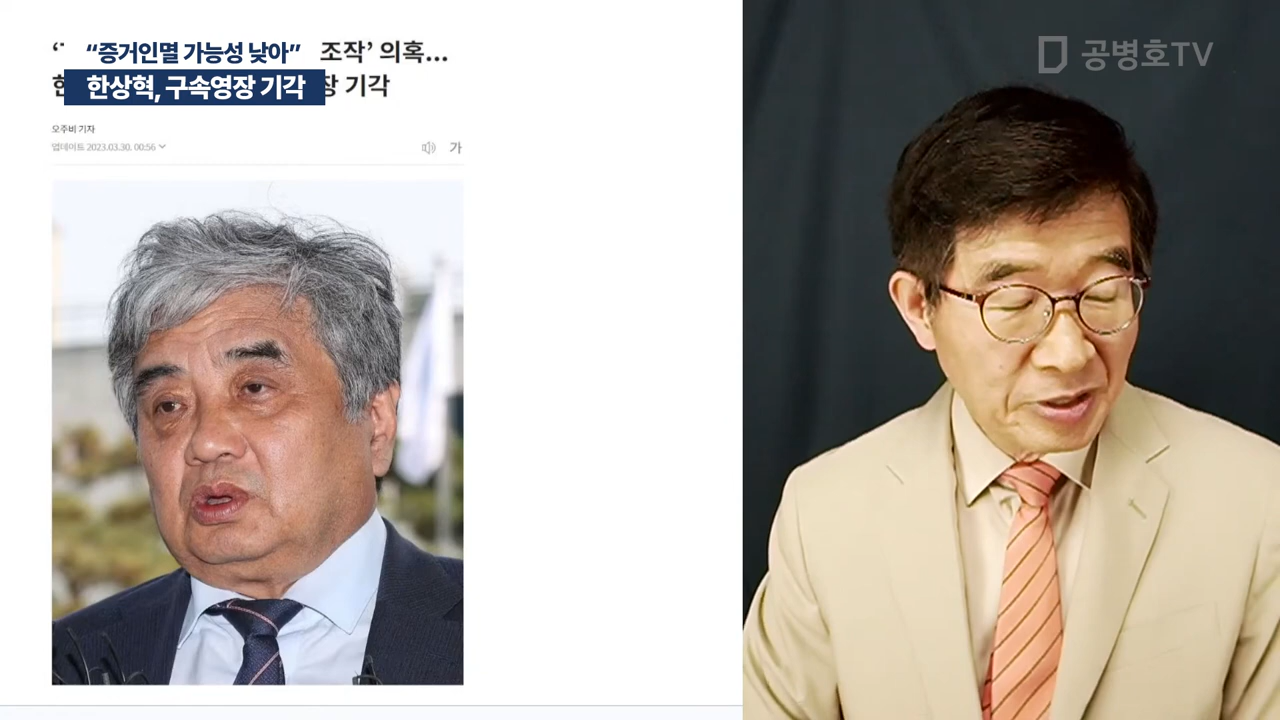 “증거인멸 가능성 낮아” 조작’ 의혹...
한상혁, 구속영장 기각 기각
오주비 기자
업데이트 2023.03.30. 00:56
가
공병호TV